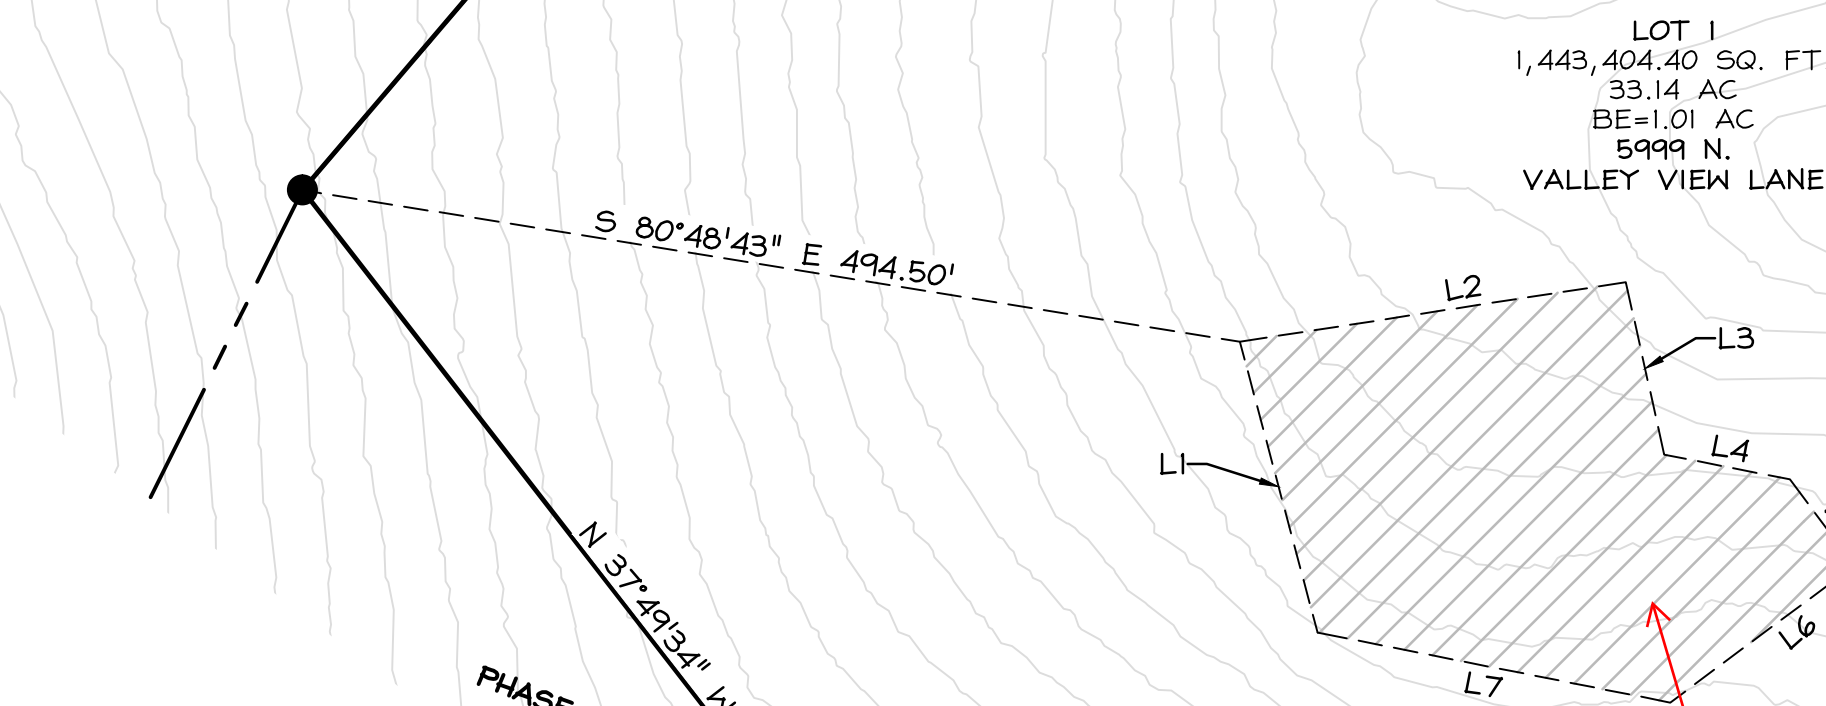 LOT 1
1,443,404.40 SQ. FT
33.14 AC
BE=1.01 AC
5999 N.
VALLEY VIEW LANE
S 80°48'43" E 494.50'
L2
L3
L4
L1
N 37°49'34" W
L6
PHASE
L7